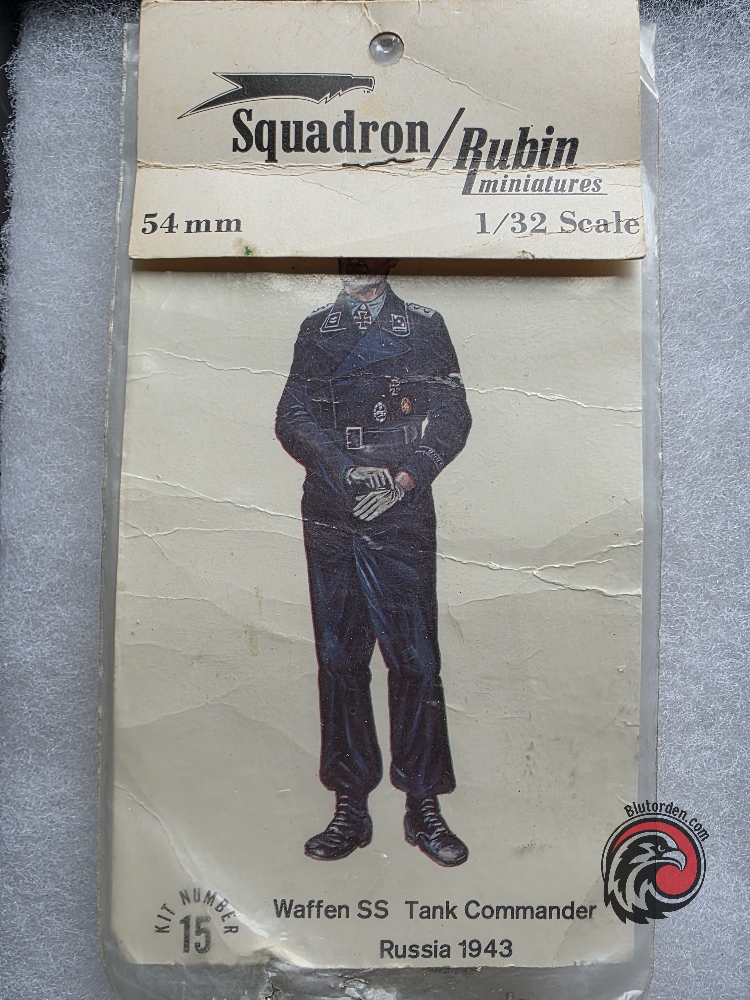 Squadron/Rubin
miniatures
54mm
1/32 Scale
KIT NUMBER
15
Waffen SS Tank Commander
Russia 1943
Blutorden.com